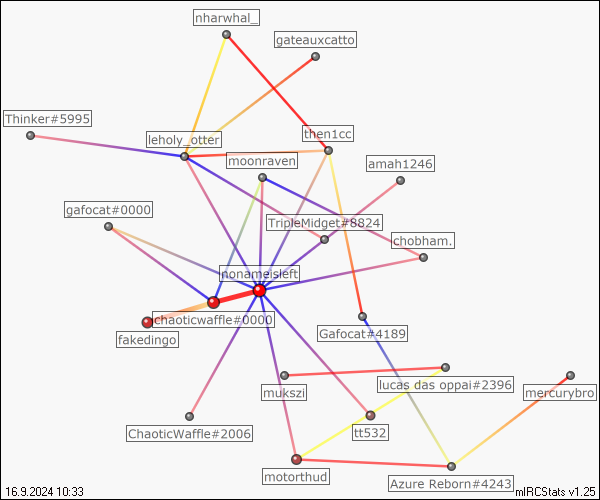 nharwhal_
gateauxcatto
Thinker#5995
leholy_otter
then1cc
moonraven
amah1246
gafocat#0000
TripleMidget#8824
chobham.
nonameisleft
chaoticwaffle#0000
fakedingo
Gafocat#4189
mukszi
lucas das oppai#2396
mercurybro
ChaoticWaffle#2006
tt532
motorthud
Azure Reborn#4243
16.9.2024 10:33
mIRCStats v1.25